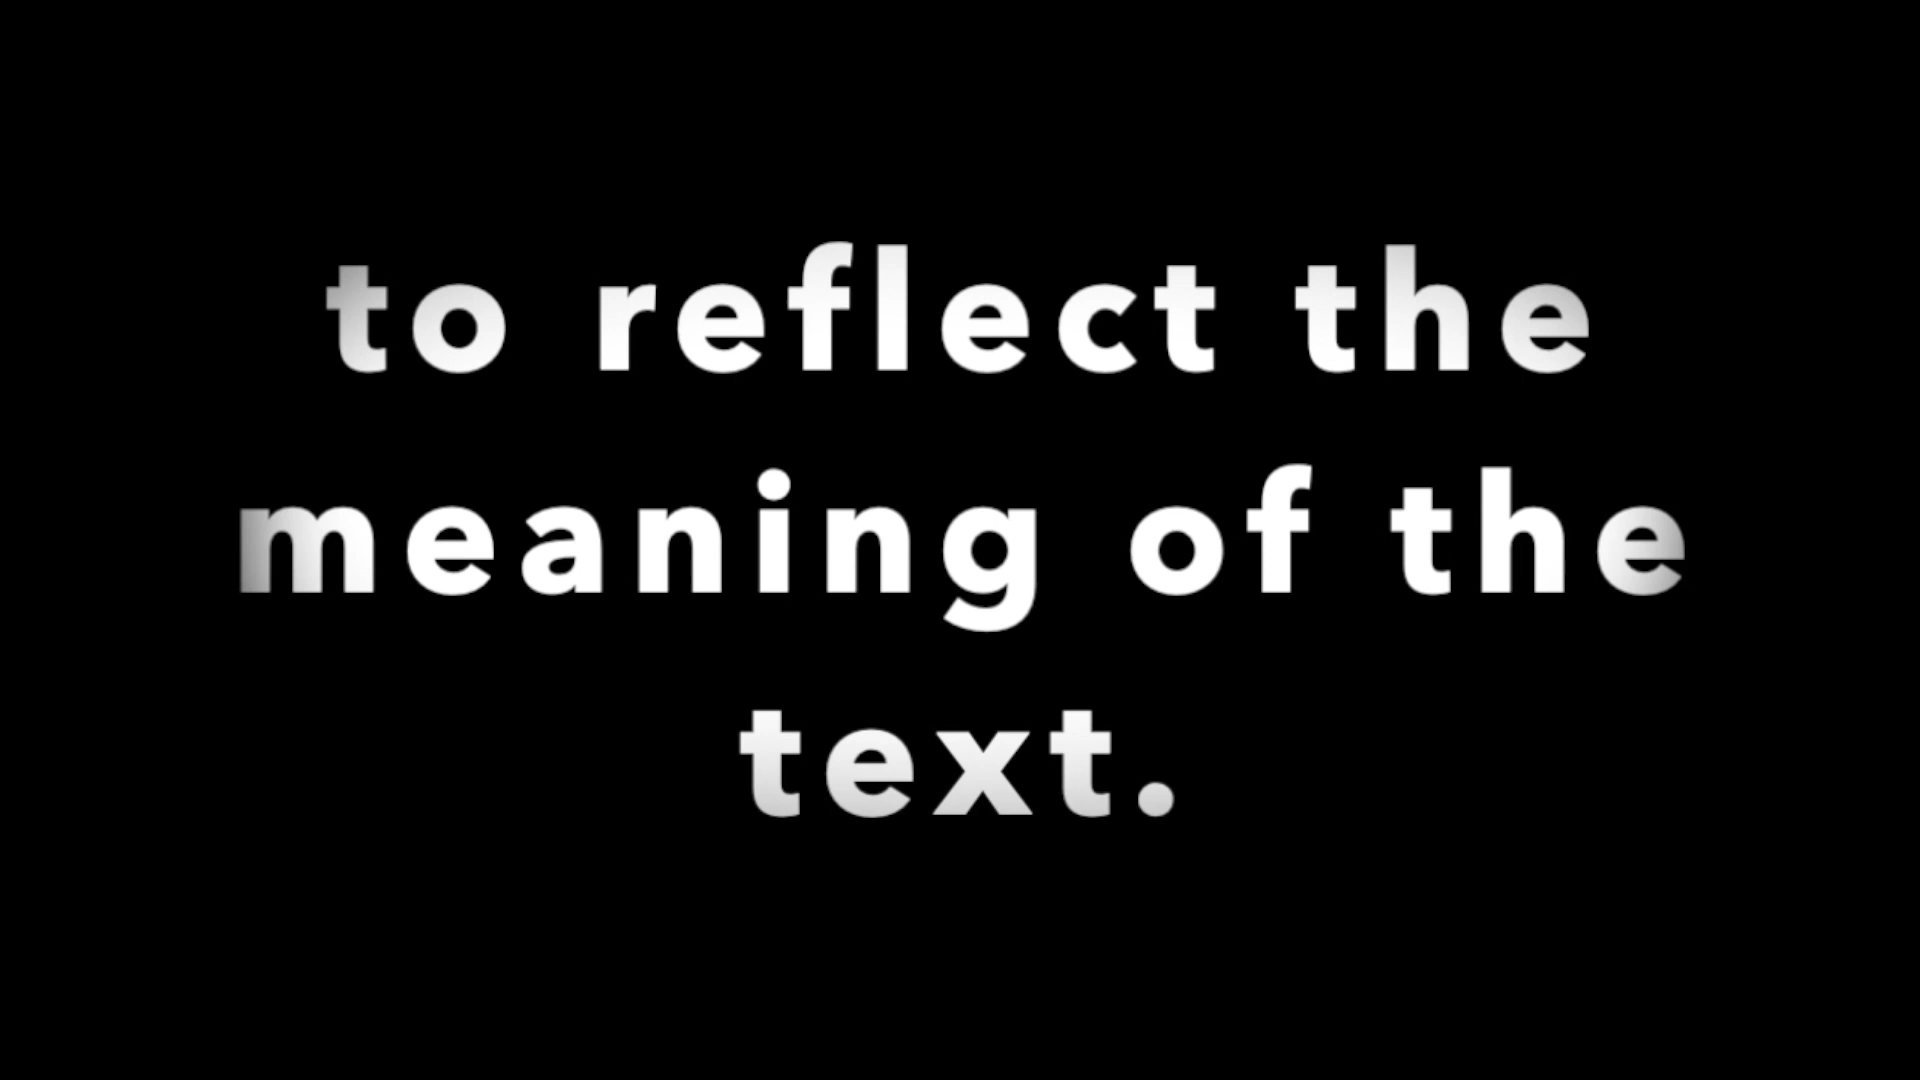 to reflect the
meaning of the
text.